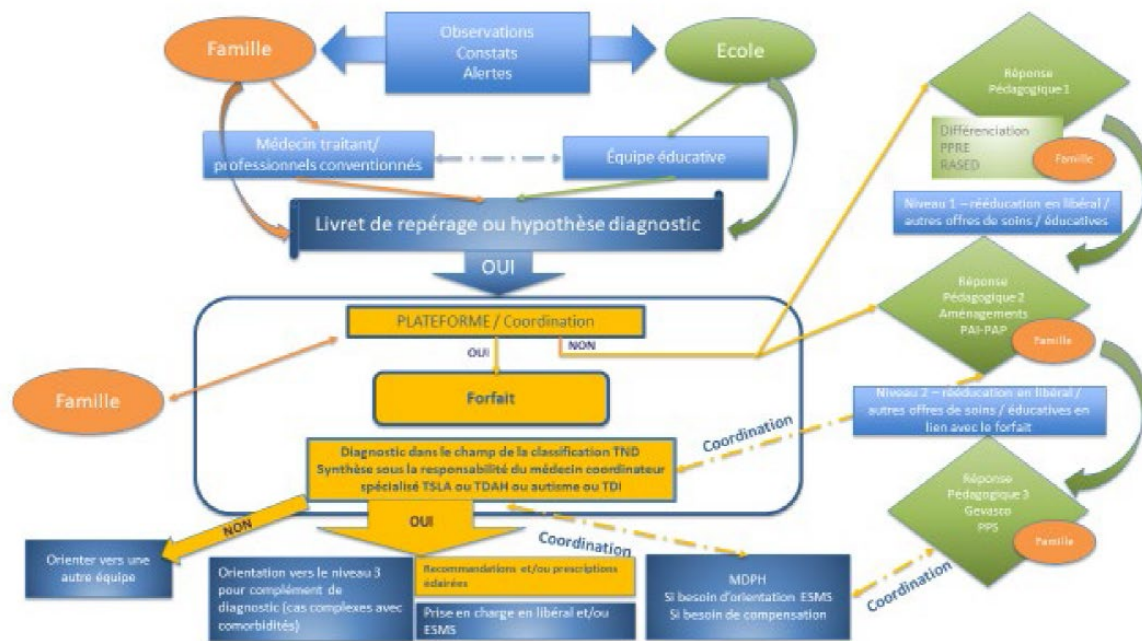 Famille
Observations
Constats
Alertes
Ecole
Médecin traitant/
professionnels conventionnés
Équipe éducative
Livret de repérage ou hypothèse diagnostic
OUI
PLATEFORME / Coordination
OUI
NON
Forfait
Famille
Diagnostic dans le champ de la classification TND
Synthèse sous la responsabilité du médecin coordinateur
spécialisé TSLA ou TDAH ou autisme ou TDI
NON
OUI
Orienter vers une
autre équipe
Orientation vers le niveau 3
pour complément de
diagnostic (cas complexes avec
comorbidités)
Recommandations et/ou prescriptions
éclairées
Prise en charge en libéral et/ou
ESMS
Coordination
MDPH
Si besoin d'orientation ESMS
Si besoin de compensation
Coordination
Coordination
Réponse
Pédagogique 1
Différenciation
PPRE
RASED
Famille
Niveau 1 – rééducation en libéral /
autres offres de soins / éducatives
Réponse
Pédagogique 2
Aménagements
PAI-PAP
Famille
Niveau 2 – rééducation en libéral /
autres offres de soins / éducatives en
lien avec le forfait
Réponse
Pédagogique 3
Gevasco
PPS
Famille